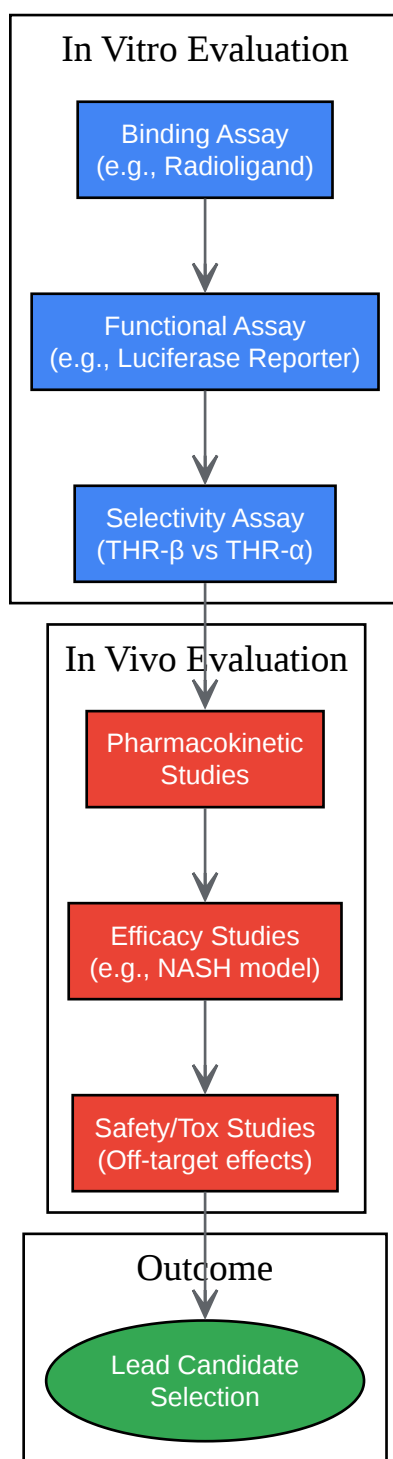 In Vitro Evaluation
Binding Assay
(e.g., Radioligand)
Functional Assay
(e.g., Luciferase Reporter)
Selectivity Assay
(THR-β vs THR-α)
In Vivo Evaluation
Pharmacokinetic
Studies
Efficacy Studies
(e.g., NASH model)
Safety/Tox Studies
(Off-target effects)
Outcome
Lead Candidate
Selection